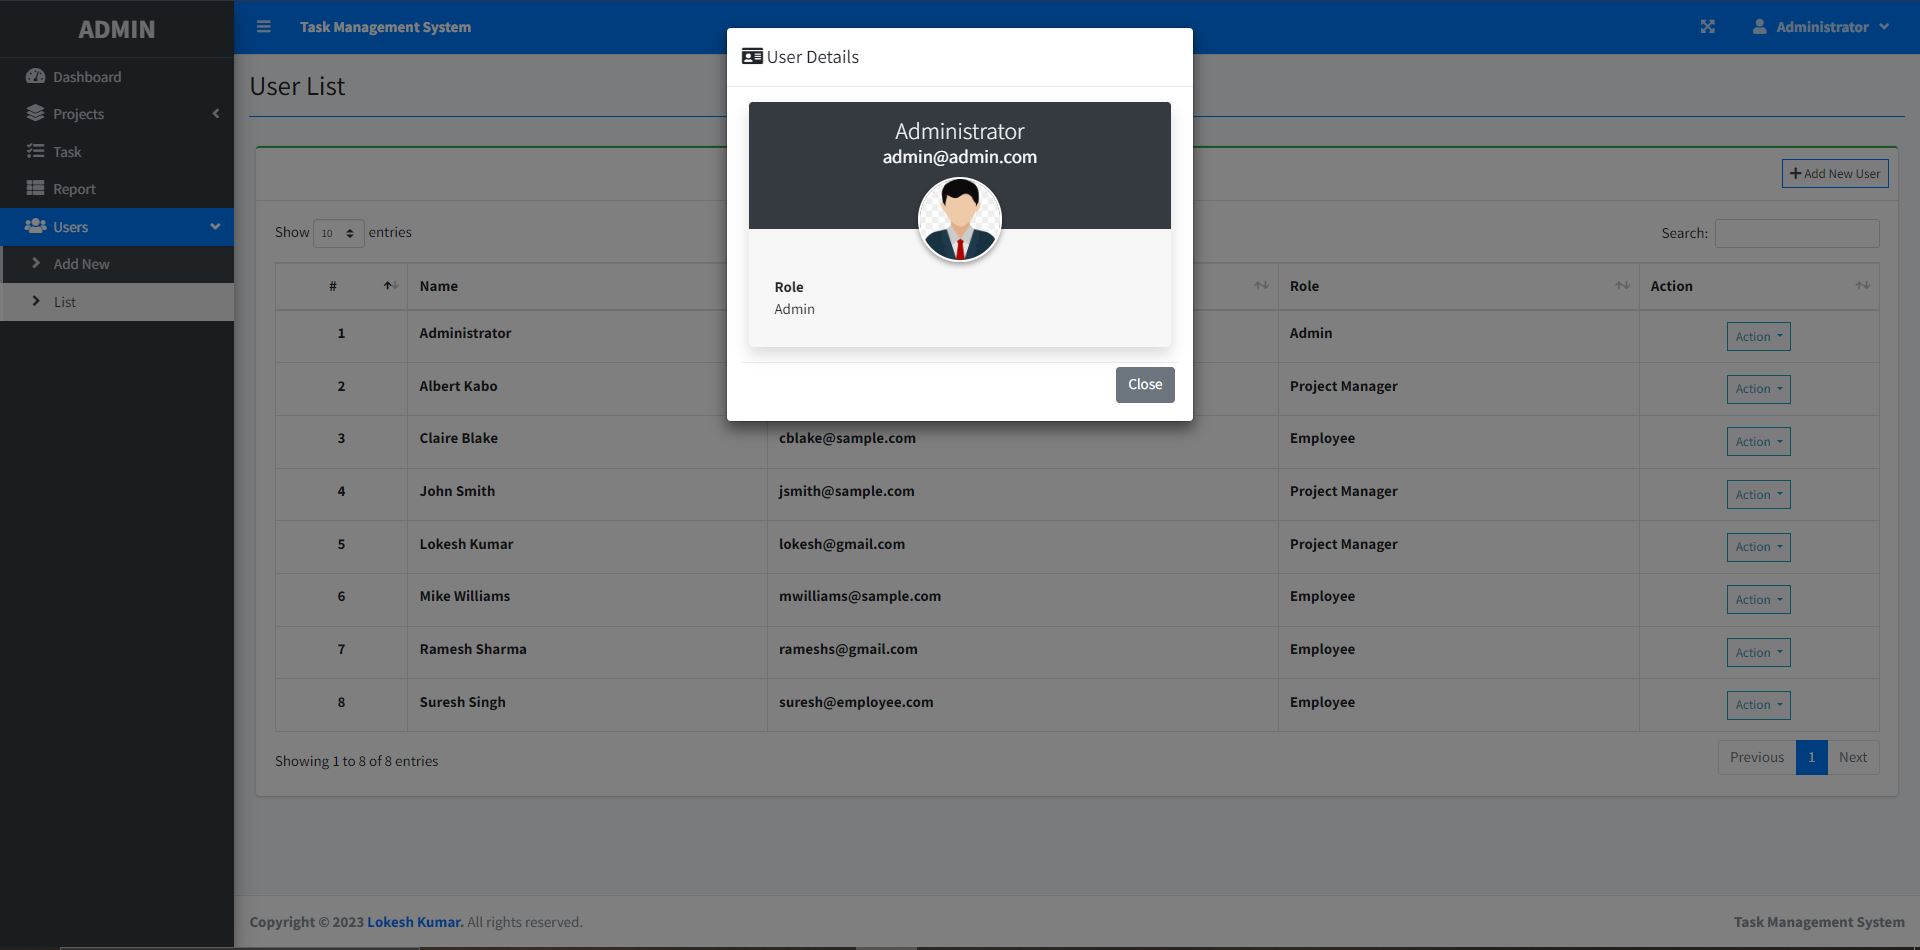 ADMIN
Task Management System
Administrator
Dashboard
Projects
Task
Report
Users
Add New
List
User List
Add New User
Show 10 entries
Search:
# Name Role Action
1 Administrator Admin Action
2 Albert Kabo Project Manager Action
3 Claire Blake cblake@sample.com Employee Action
4 John Smith jsmith@sample.com Project Manager Action
5 Lokesh Kumar lokesh@gmail.com Project Manager Action
6 Mike Williams mwilliams@sample.com Employee Action
7 Ramesh Sharma rameshs@gmail.com Employee Action
8 Suresh Singh suresh@employee.com Employee Action
Showing 1 to 8 of 8 entries
Previous 1 Next
User Details
Administrator
admin@admin.com
Role
Admin
Close
Copyright © 2023 Lokesh Kumar. All rights reserved.
Task Management System